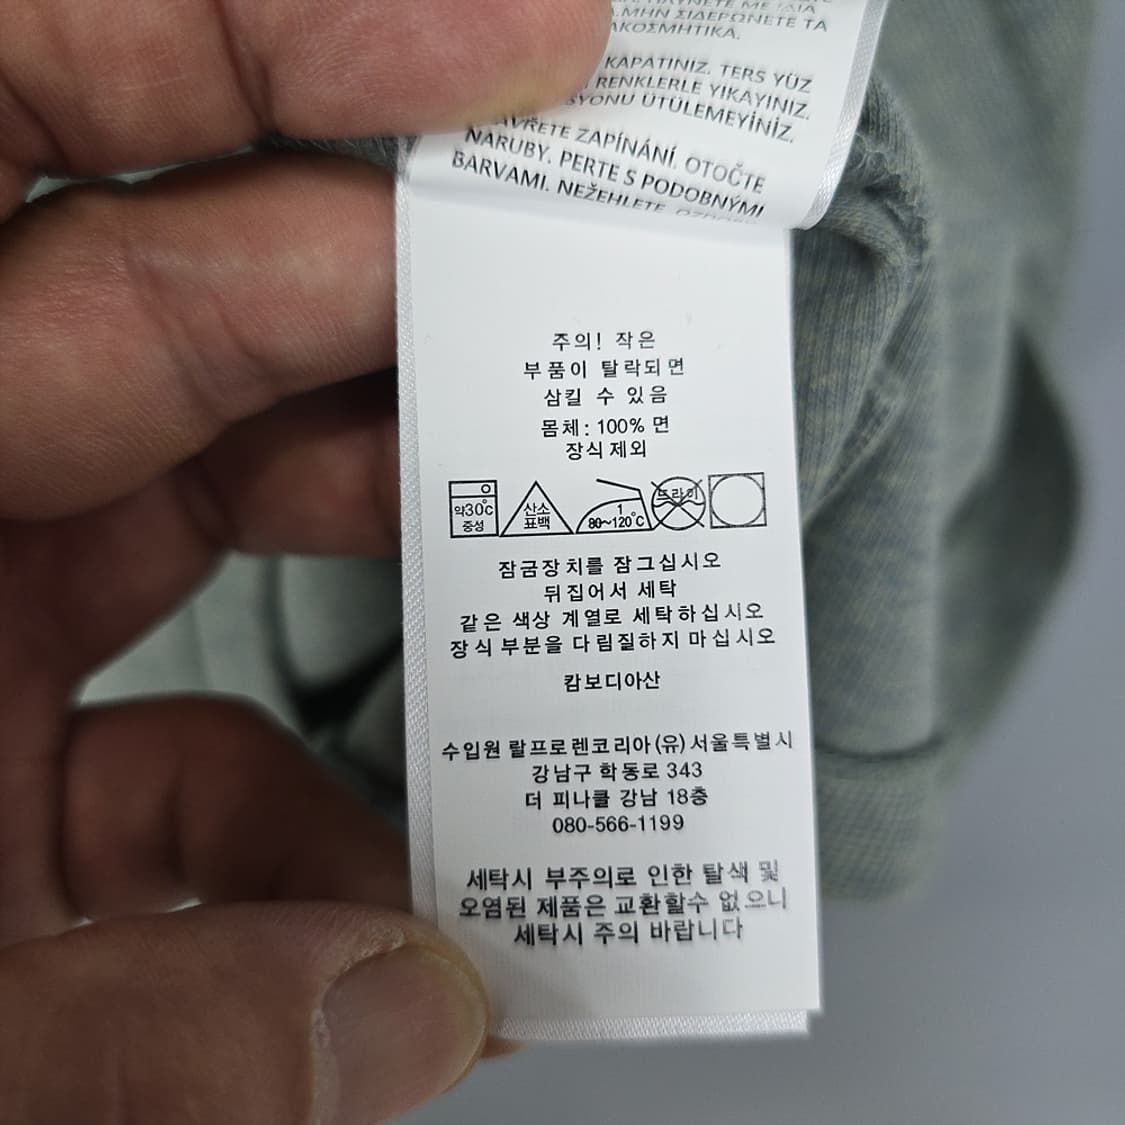 ΜΗΝ ΣΙΔΕΡΩΝΕΤΕ ΤΑ
ΚΑΠΑΤΙΝΙΖ. TERS YÜZ
RENKLERLE YIKAYINIZ.
ÜTÜLEMEYİNİZ.
ZAPÍNÁNÍ. OTOČTE
NARUBY. PERTE S PODOBNÝMI
BARVAMI. NEŽEHLETE
주의! 작은
부품이 탈락되면
삼킬 수 있음
몸체: 100% 면
장식제외
약30℃
중성
산소
표백
1
80~120℃
드라이
잠금장치를 잠그십시오
뒤집어서 세탁
같은 색상 계열로 세탁하십시오
장식부분을 다림질하지 마십시오
캄보디아산
수입원 랄프로렌코리아(유)서울특별시
강남구 학동로 343
더 피나클 강남 18층
080-566-1199
세탁시 부주의로 인한 탈색 및
오염된 제품은 교환할수 없으니
세탁시 주의 바랍니다